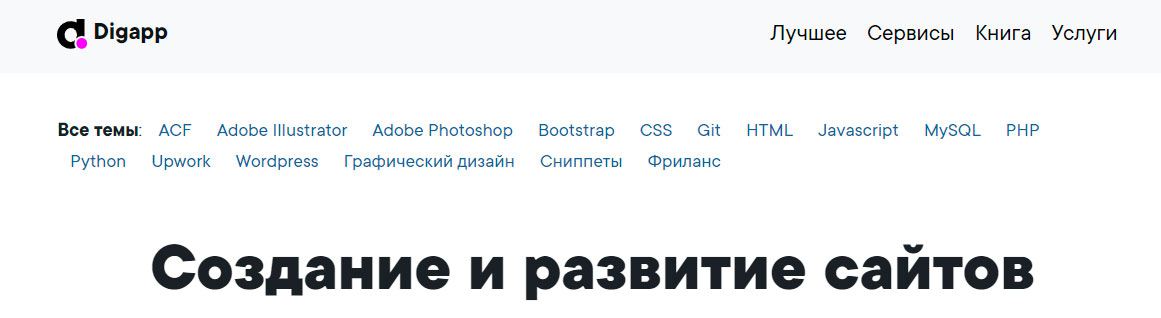 Digapp Лучшее Сервисы Книга Услуги
Все темы: ACF Adobe Illustrator Adobe Photoshop Bootstrap CSS Git HTML Javascript MySQL PHP
Python Upwork Wordpress Графический дизайн Сниппеты Фриланс
Создание и развитие сайтов